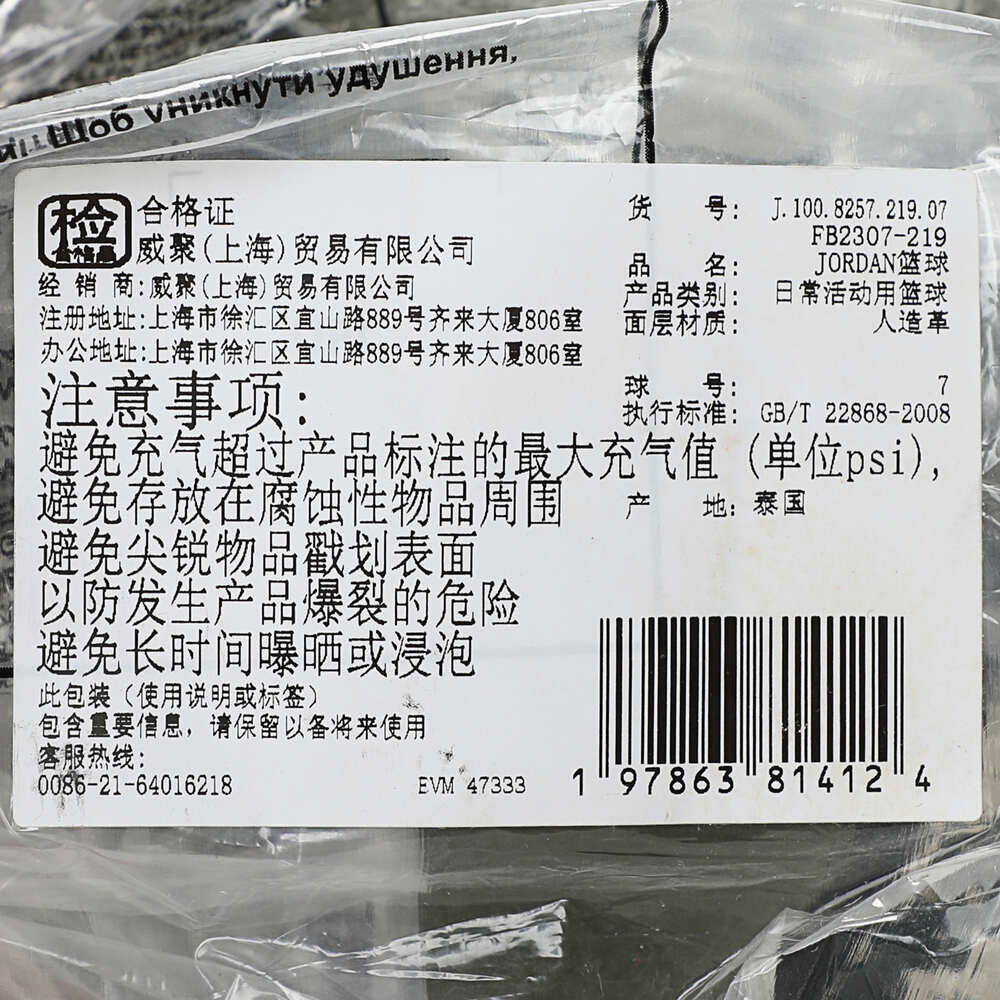 Щоб уникнути удушення,
检
合格品
合格证
威聚(上海)贸易有限公司
经 销 商:威聚(上海)贸易有限公司
注册地址:上海市徐汇区宜山路889号齐来大厦806室
办公地址:上海市徐汇区宜山路889号齐来大厦806室
货 号: J.100.8257.219.07
FB2307-219
品 名: JORDAN篮球
产品类别: 日常活动用篮球
面层材质: 人造革
球 号: 7
执行标准: GB/T 22868-2008
注意事项:
避免充气超过产品标注的最大充气值 (单位psi),
避免存放在腐蚀性物品周围
产 地: 泰国
避免尖锐物品戳划表面
以防发生产品爆裂的危险
避免长时间曝晒或浸泡
此包装 (使用说明或标签)
包含重要信息, 请保留以备将来使用
客服热线:
0086-21-64016218
EVM 47333
1 97863 81412 4